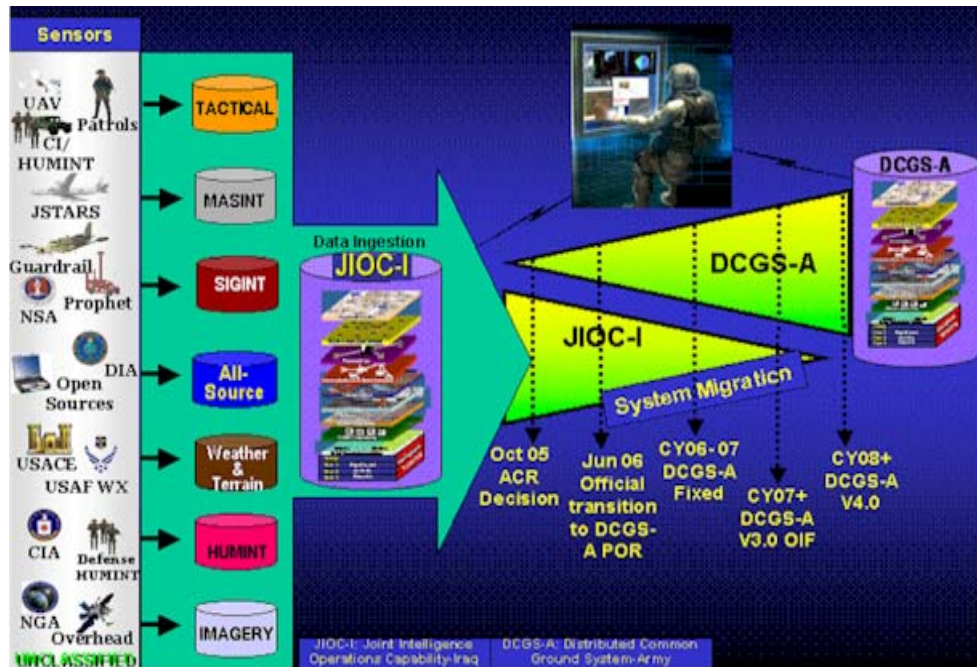 Sensors
UAV
Patrols
CI/
HUMINT
JSTARS
Guardrail
Prophet
NSA
DIA
Open
Sources
USACE
USAF WX
CIA
Defense
HUMINT
NGA
Overhead
UNCLASSIFIED
TACTICAL
MASINT
SIGINT
All-
Source
Weather
&
Terrain
HUMINT
IMAGERY
Data Ingestion
JIOC-I
DCGS-A
DCGS-A
JIOC-I
System Migration
Oct 05
ACR
Decision
Jun 06
Official
transition
to DCGS-
A POR
CY06-07
DCGS-A
Fixed
CY07+
DCGS-A
V3.0 OIF
CY08+
DCGS-A
V4.0
JIOC-I: Joint Intelligence
Operations Capability-Iraq
DCGS-A: Distributed Common
Ground System-Army